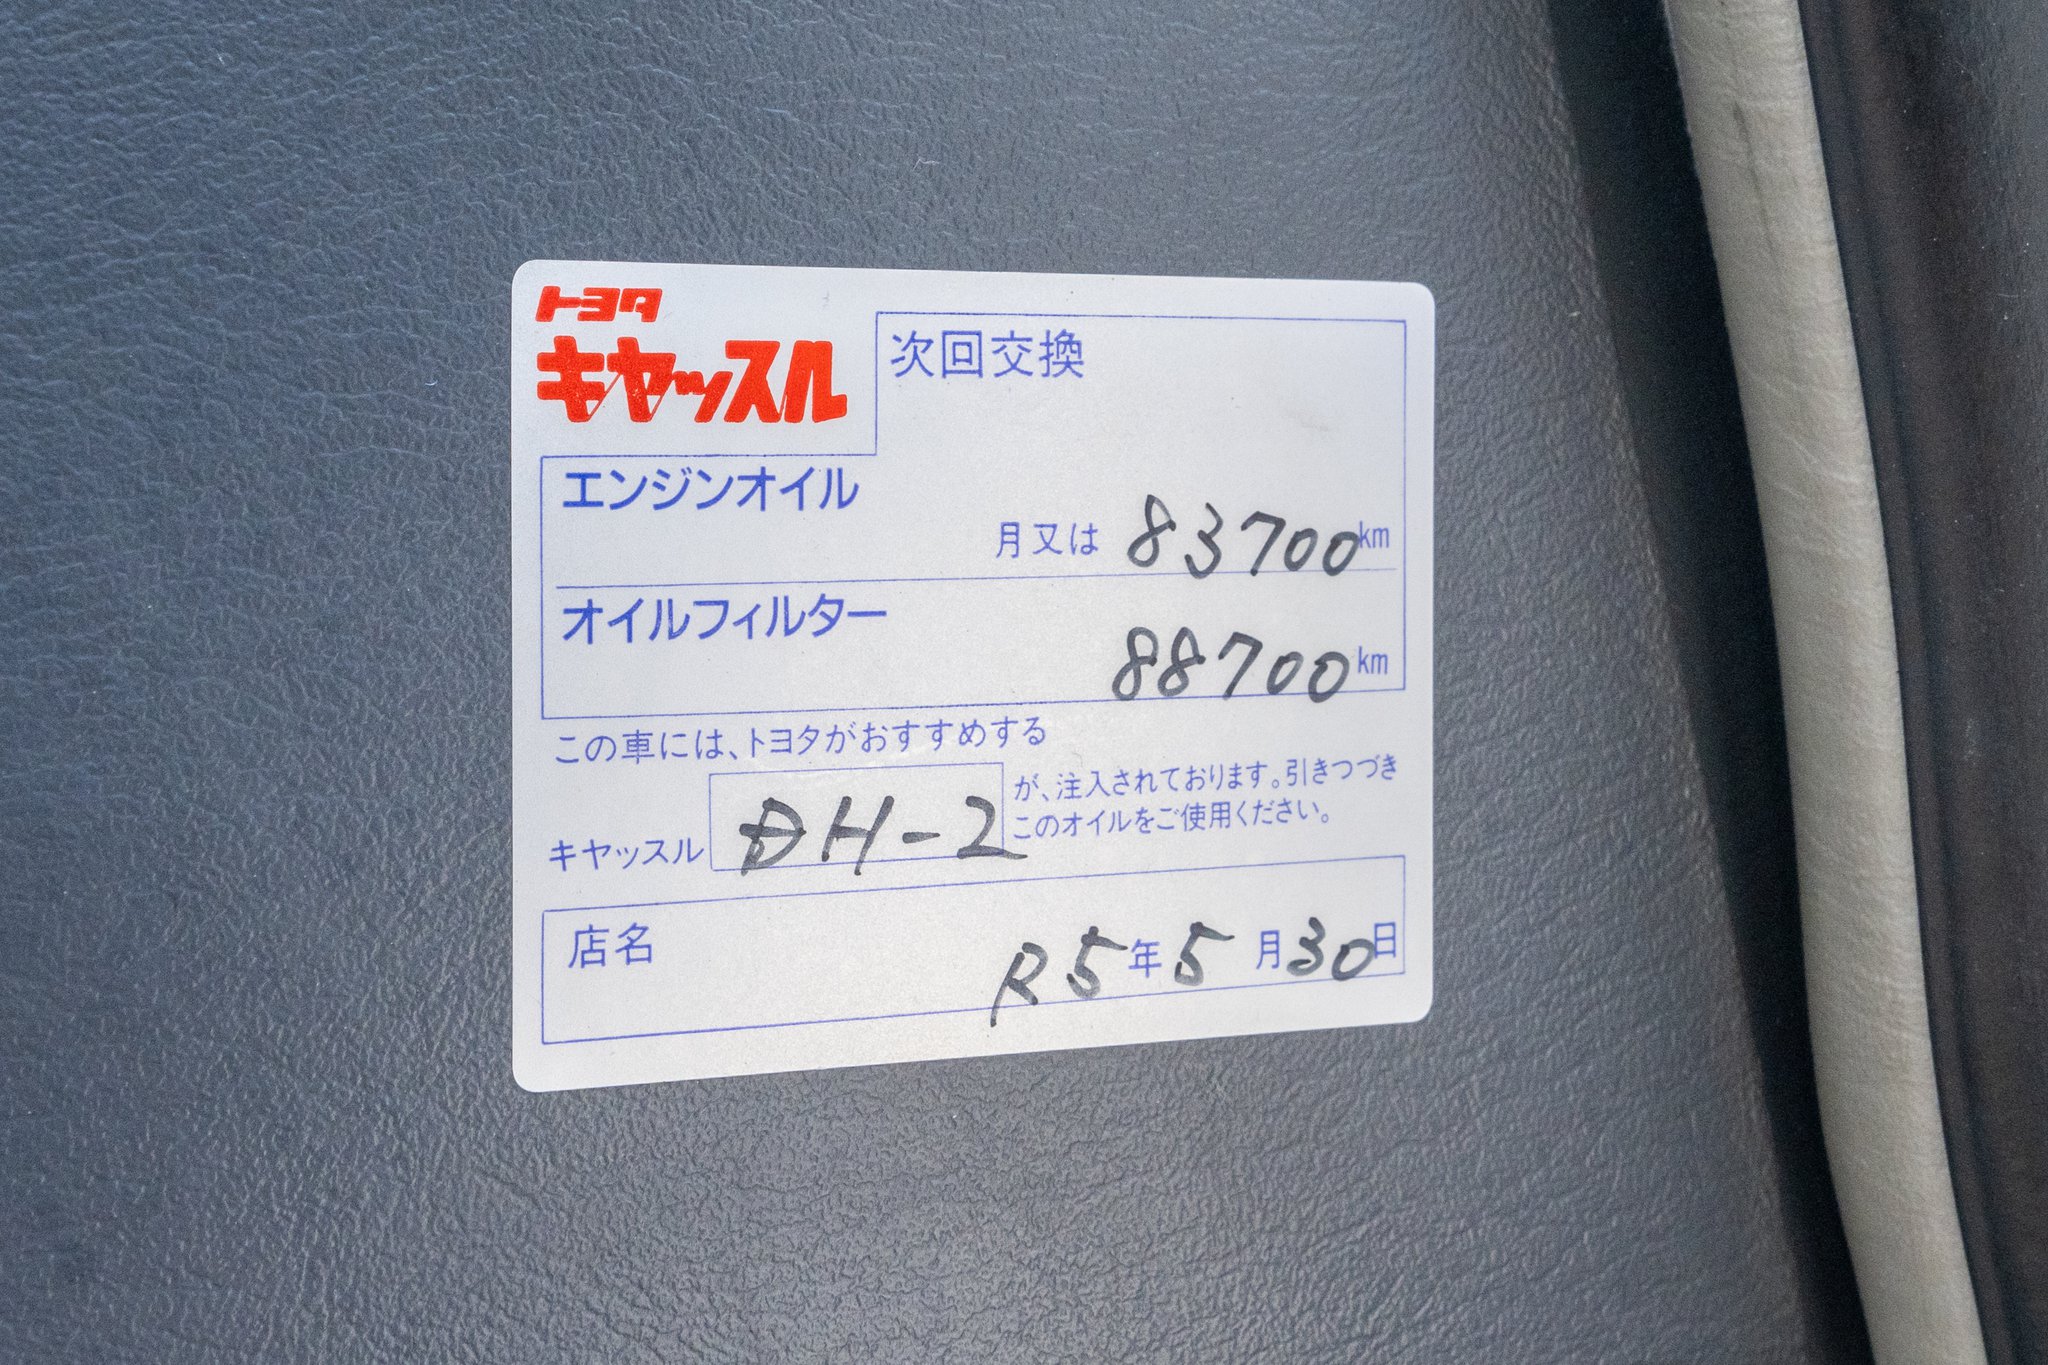 トヨタ
キャッスル
次回交換
エンジンオイル
月又は 83700km
オイルフィルター
88700km
この車には、トヨタがおすすめする
キャッスル DH-2 が、注入されております。引きつづき
このオイルをご使用ください。
店名
R5年5月30日